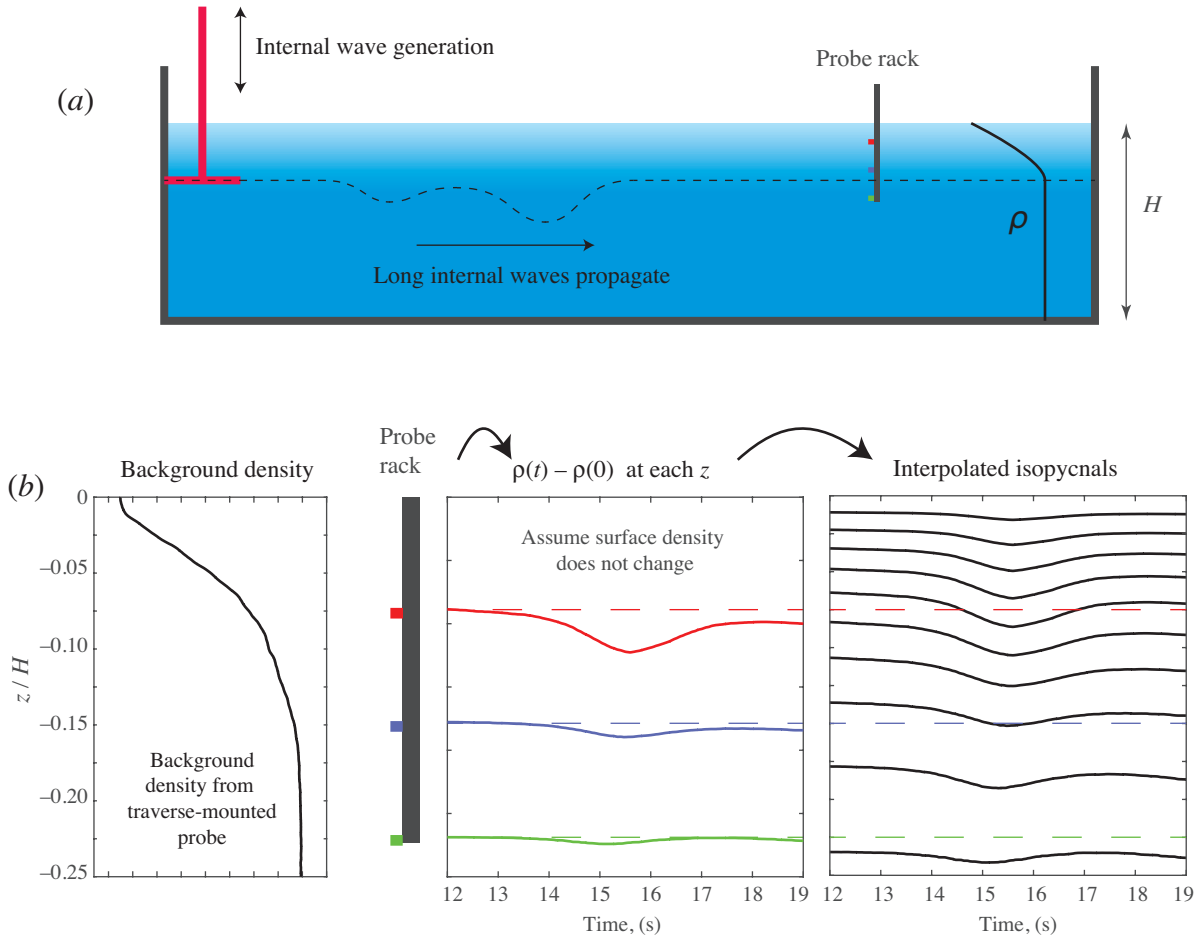 Internal wave generation
Probe rack
(a)
H
ρ
Long internal waves propagate
Probe
rack
ρ(t) – ρ(0) at each z
Background density
Interpolated isopycnals
(b)
0
–0.05
–0.10
–0.15
–0.20
–0.25
z / H
Background
density from
traverse-mounted
probe
Assume surface density
does not change
12 13 14 15 16 17 18 19
Time, (s)
12 13 14 15 16 17 18 19
Time, (s)